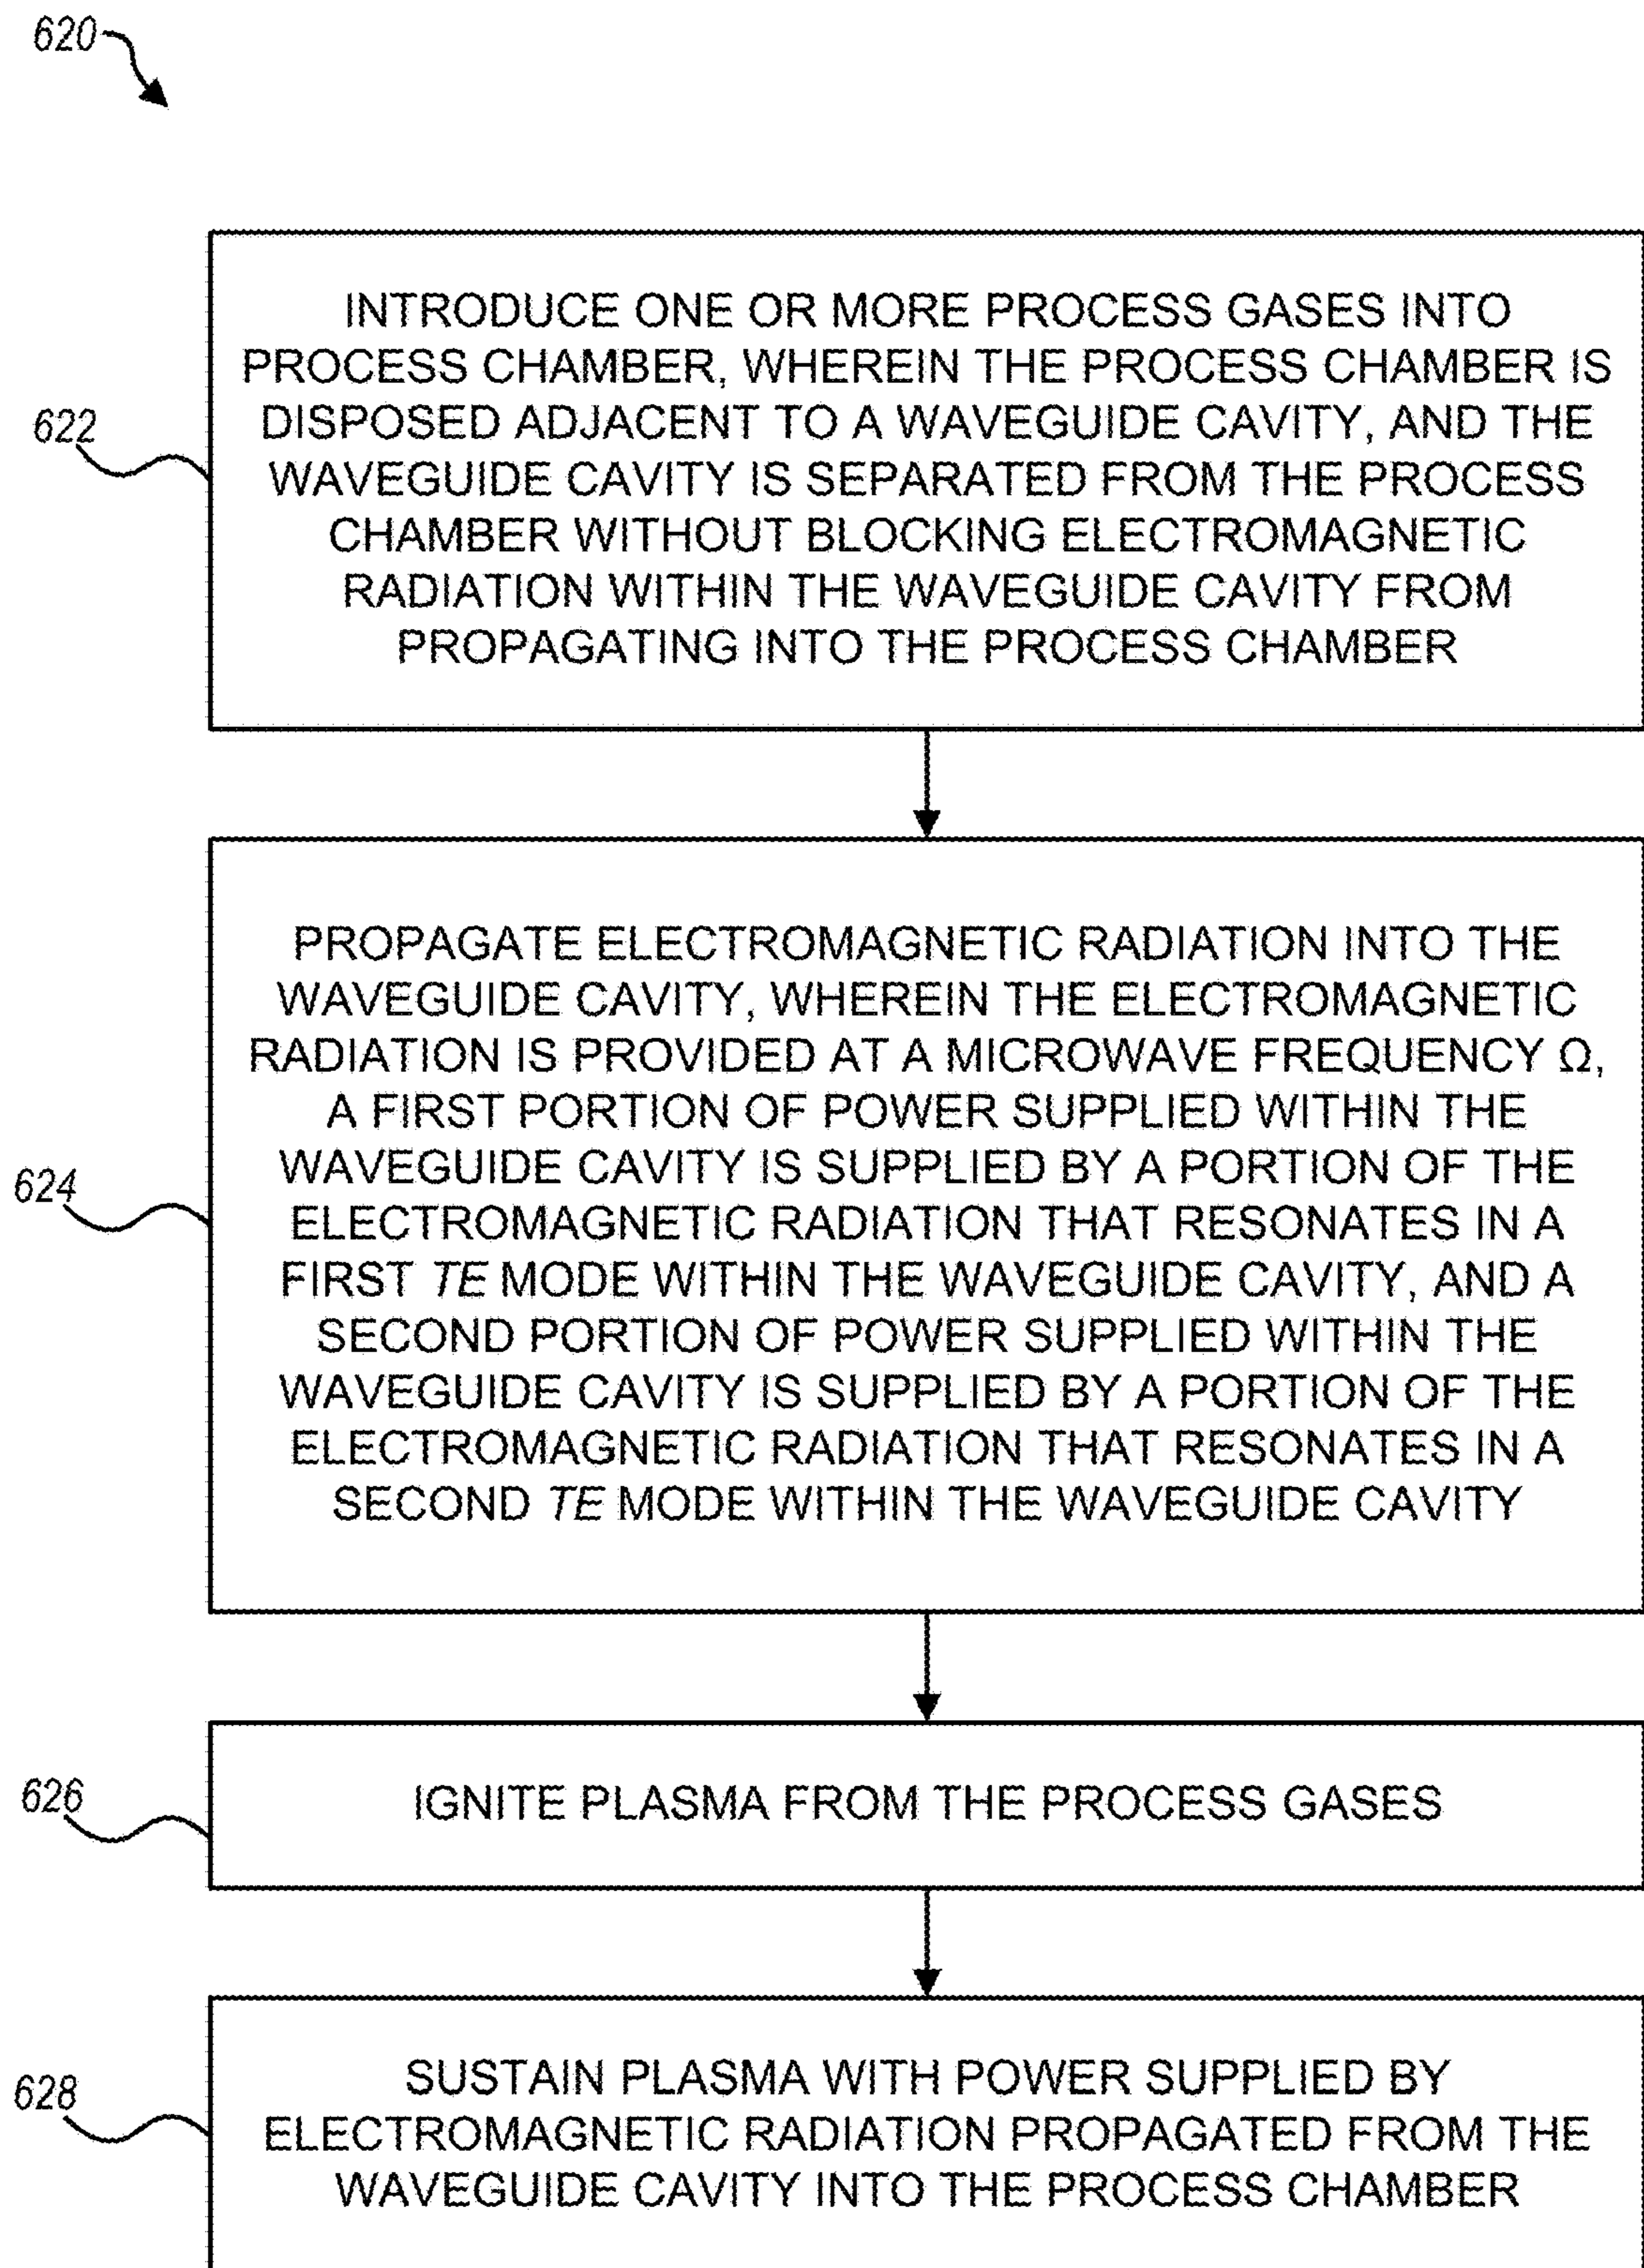 620
622
INTRODUCE ONE OR MORE PROCESS GASES INTO
PROCESS CHAMBER, WHEREIN THE PROCESS CHAMBER IS
DISPOSED ADJACENT TO A WAVEGUIDE CAVITY, AND THE
WAVEGUIDE CAVITY IS SEPARATED FROM THE PROCESS
CHAMBER WITHOUT BLOCKING ELECTROMAGNETIC
RADIATION WITHIN THE WAVEGUIDE CAVITY FROM
PROPAGATING INTO THE PROCESS CHAMBER
624
PROPAGATE ELECTROMAGNETIC RADIATION INTO THE
WAVEGUIDE CAVITY, WHEREIN THE ELECTROMAGNETIC
RADIATION IS PROVIDED AT A MICROWAVE FREQUENCY Ω,
A FIRST PORTION OF POWER SUPPLIED WITHIN THE
WAVEGUIDE CAVITY IS SUPPLIED BY A PORTION OF THE
ELECTROMAGNETIC RADIATION THAT RESONATES IN A
FIRST TE MODE WITHIN THE WAVEGUIDE CAVITY, AND A
SECOND PORTION OF POWER SUPPLIED WITHIN THE
WAVEGUIDE CAVITY IS SUPPLIED BY A PORTION OF THE
ELECTROMAGNETIC RADIATION THAT RESONATES IN A
SECOND TE MODE WITHIN THE WAVEGUIDE CAVITY
626
IGNITE PLASMA FROM THE PROCESS GASES
628
SUSTAIN PLASMA WITH POWER SUPPLIED BY
ELECTROMAGNETIC RADIATION PROPAGATED FROM THE
WAVEGUIDE CAVITY INTO THE PROCESS CHAMBER